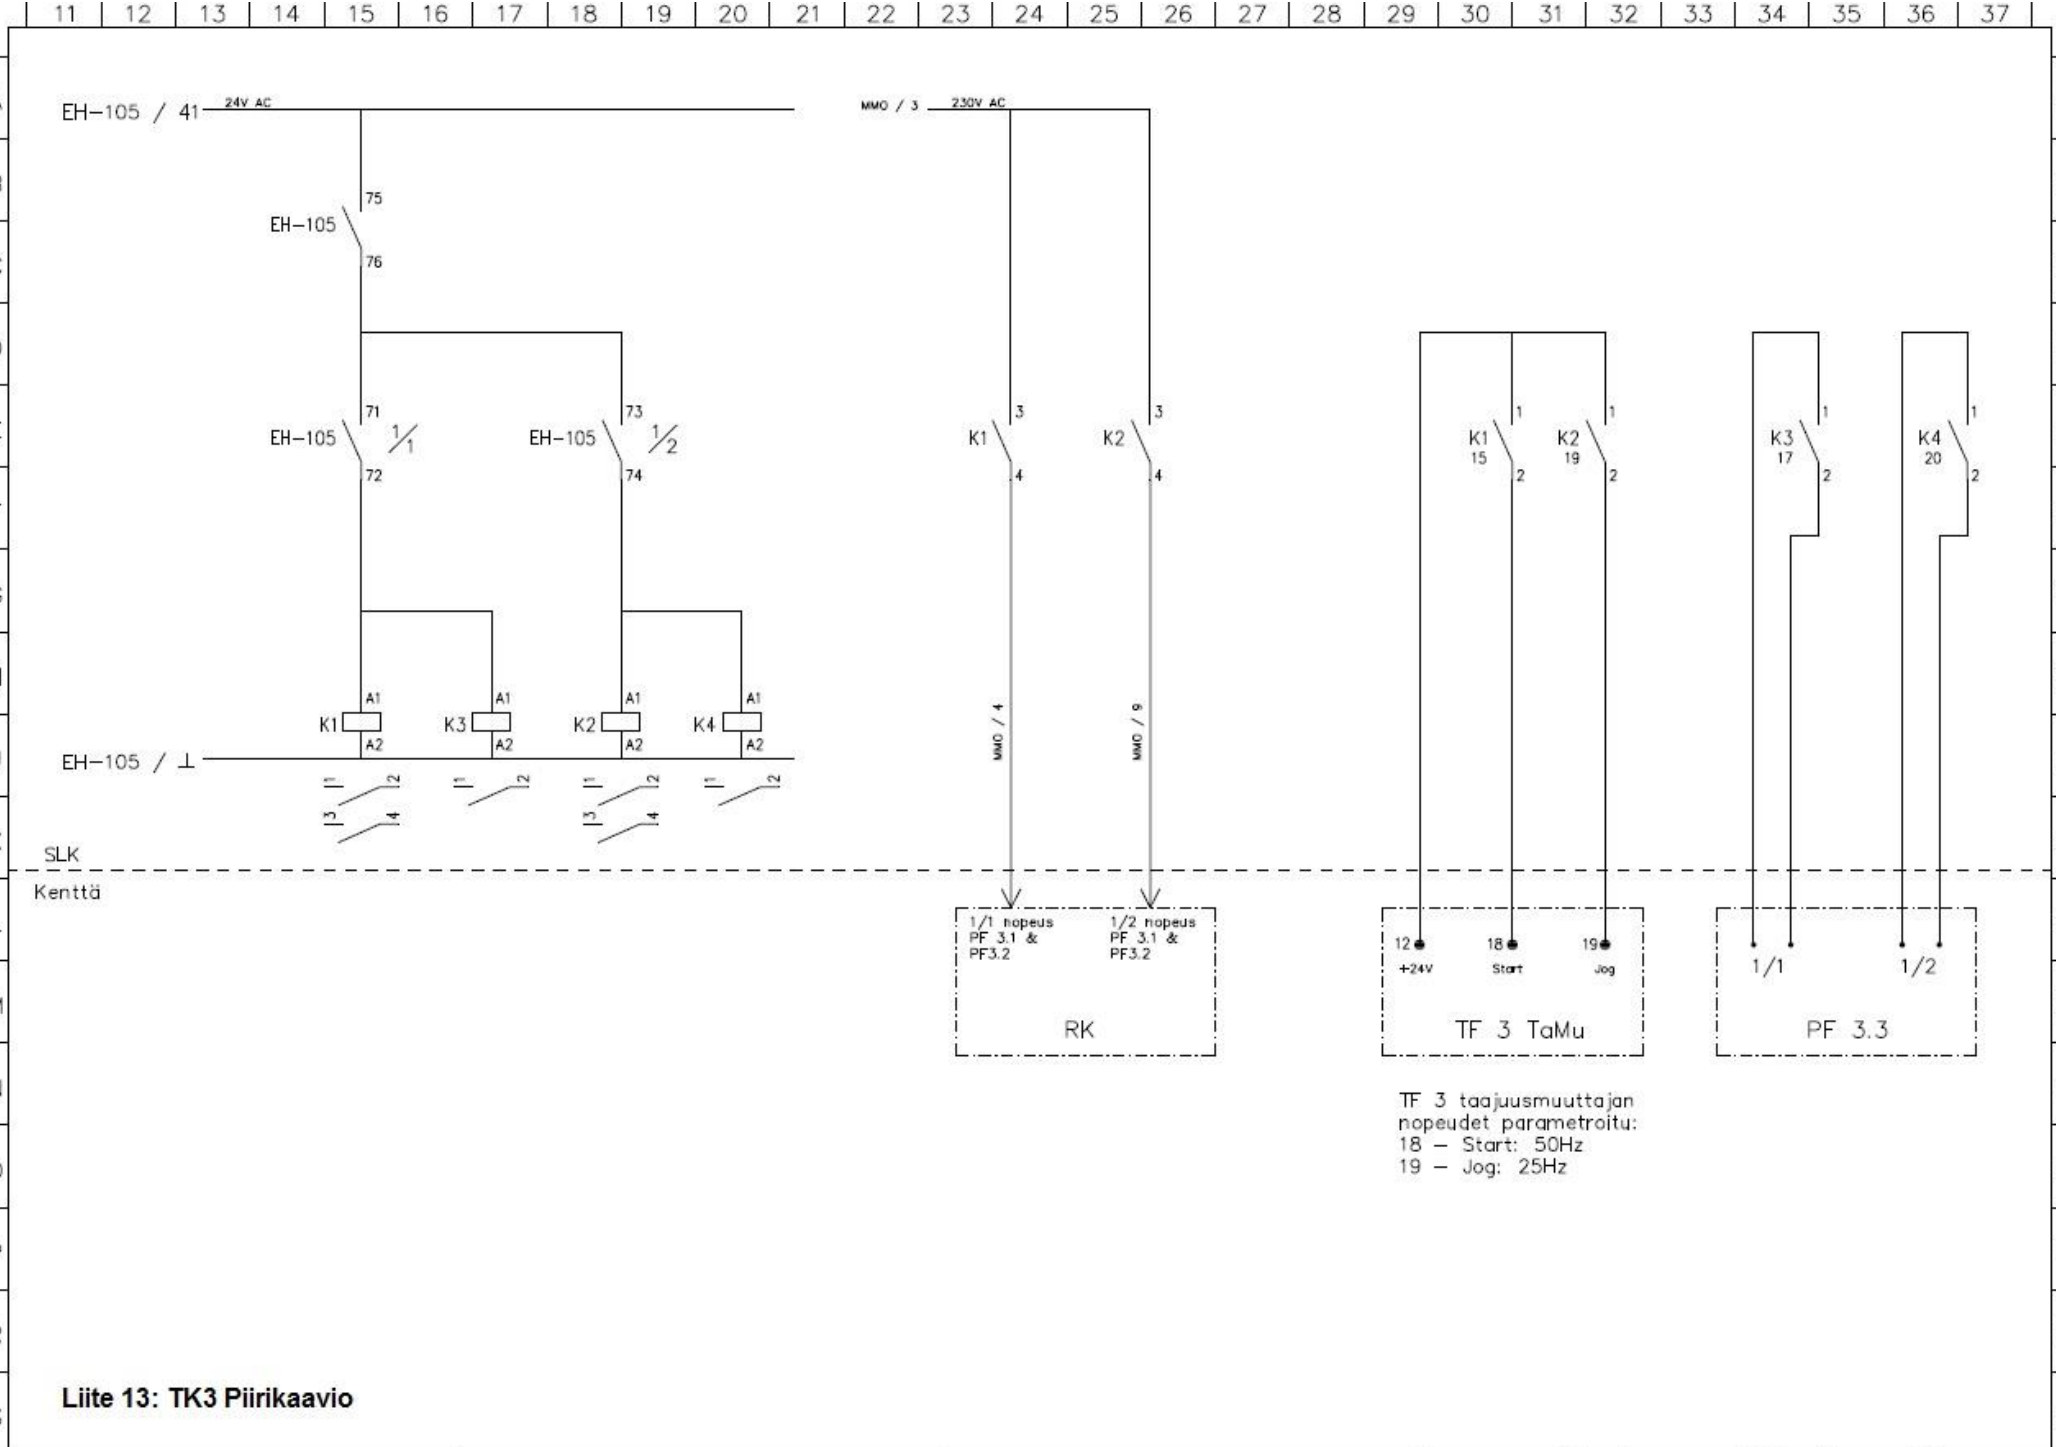 11 12 13 14 15 16 17 18 19 20 21 22 23 24 25 26 27 28 29 30 31 32 33 34 35 36 37
EH-105 / 41
24V AC
MMO / 3
230V AC
75
EH-105
76
71
EH-105
1/1
72
73
EH-105
1/2
74
3
K1
4
3
K2
4
1
K1
15
2
1
K2
19
2
1
K3
17
2
1
K4
20
2
A1
K1
A2
A1
K3
A2
A1
K2
A2
A1
K4
A2
MMO / 4
MMO / 9
EH-105 / ⊥
1 2
1 2
1 2
1 2
3 4
3 4
SLK
Kenttä
1/1 nopeus
PF 3.1 &
PF3.2
1/2 nopeus
PF 3.1 &
PF3.2
RK
12
+24V
18
Start
19
Jog
TF 3 TaMu
1/1
1/2
PF 3.3
TF 3 taajuusmuuttajan
nopeudet parametroitu:
18 – Start: 50Hz
19 – Jog: 25Hz
Liite 13: TK3 Piirikaavio